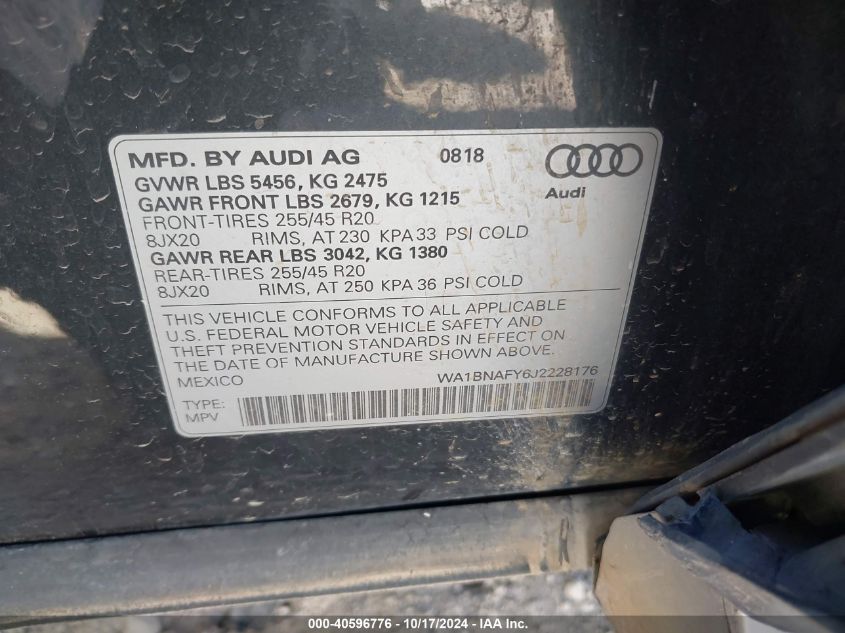 MFD. BY AUDI AG 0818
GVWR LBS 5456, KG 2475
Audi
GAWR FRONT LBS 2679, KG 1215
FRONT-TIRES 255/45 R20
8JX20 RIMS, AT 230 KPA 33 PSI COLD
GAWR REAR LBS 3042, KG 1380
REAR-TIRES 255/45 R20
8JX20 RIMS, AT 250 KPA 36 PSI COLD
THIS VEHICLE CONFORMS TO ALL APPLICABLE
U.S. FEDERAL MOTOR VEHICLE SAFETY AND
THEFT PREVENTION STANDARDS IN EFFECT ON
THE DATE OF MANUFACTURE SHOWN ABOVE.
MEXICO WA1BNAFY6J2228176
TYPE:
MPV
000-40596776 - 10/17/2024 - IAA Inc.